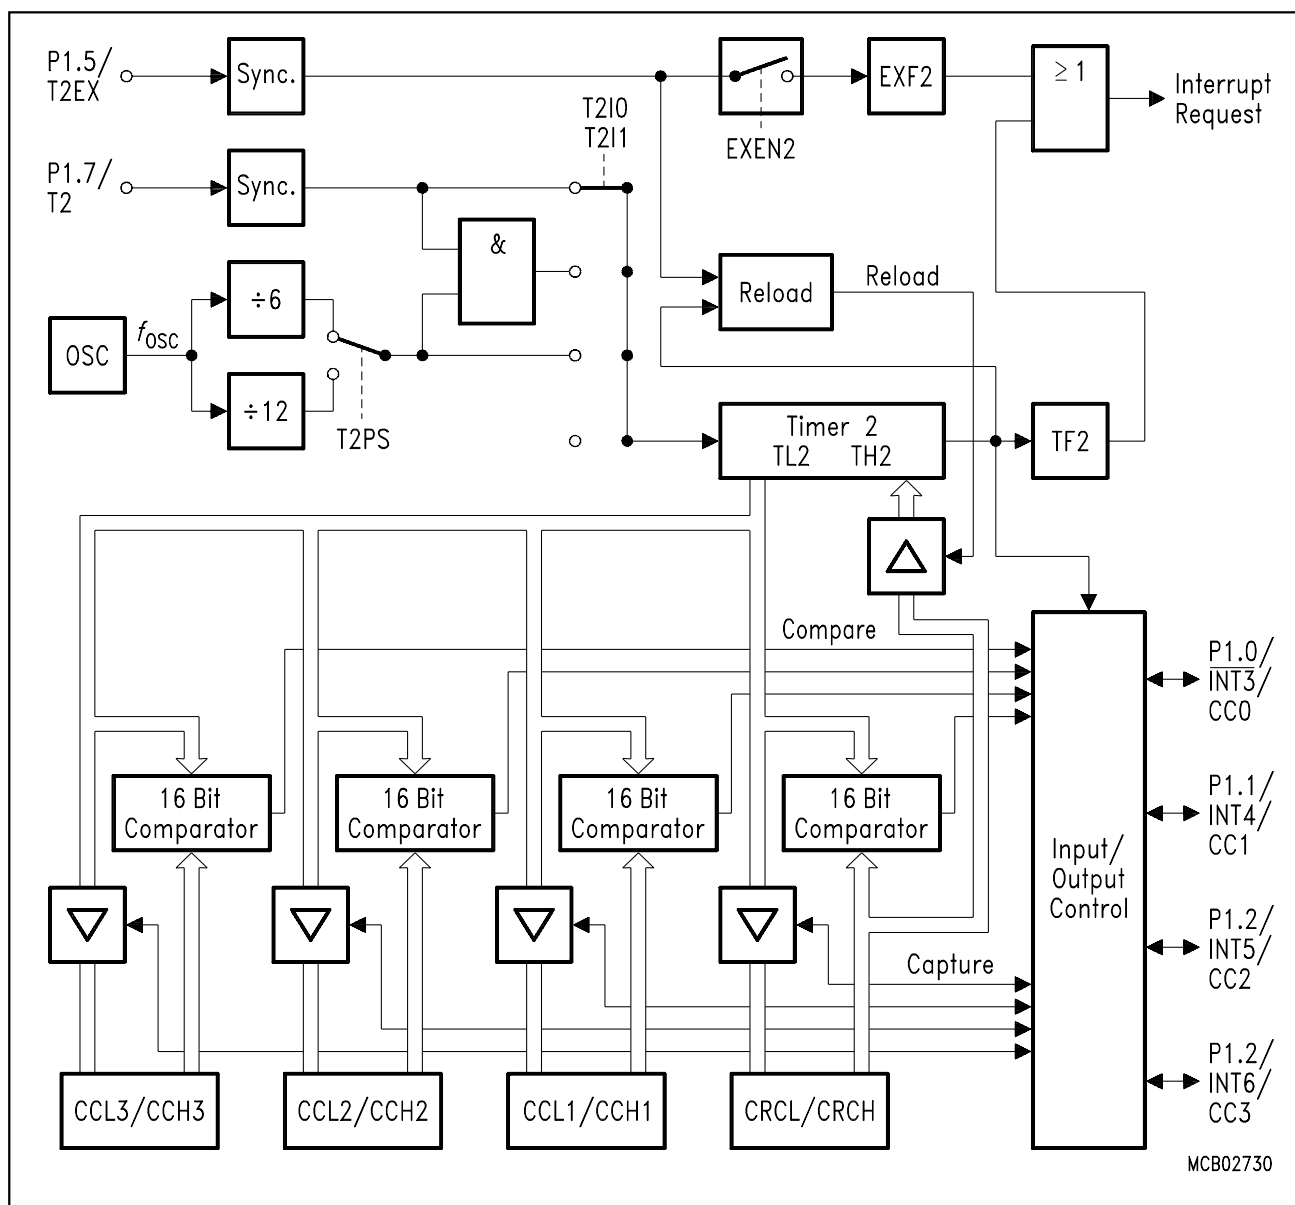 P1.5/
T2EX
Sync.
EXEN2
EXF2
≥ 1
Interrupt
Request
T2I0
T2I1
P1.7/
T2
Sync.
&
÷6
OSC
fOSC
÷12
T2PS
Reload
Reload
Timer 2
TL2 TH2
TF2
Compare
16 Bit
Comparator
16 Bit
Comparator
16 Bit
Comparator
16 Bit
Comparator
Capture
Input/
Output
Control
P1.0/
INT3/
CC0
P1.1/
INT4/
CC1
P1.2/
INT5/
CC2
P1.2/
INT6/
CC3
CCL3/CCH3
CCL2/CCH2
CCL1/CCH1
CRCL/CRCH
MCB02730